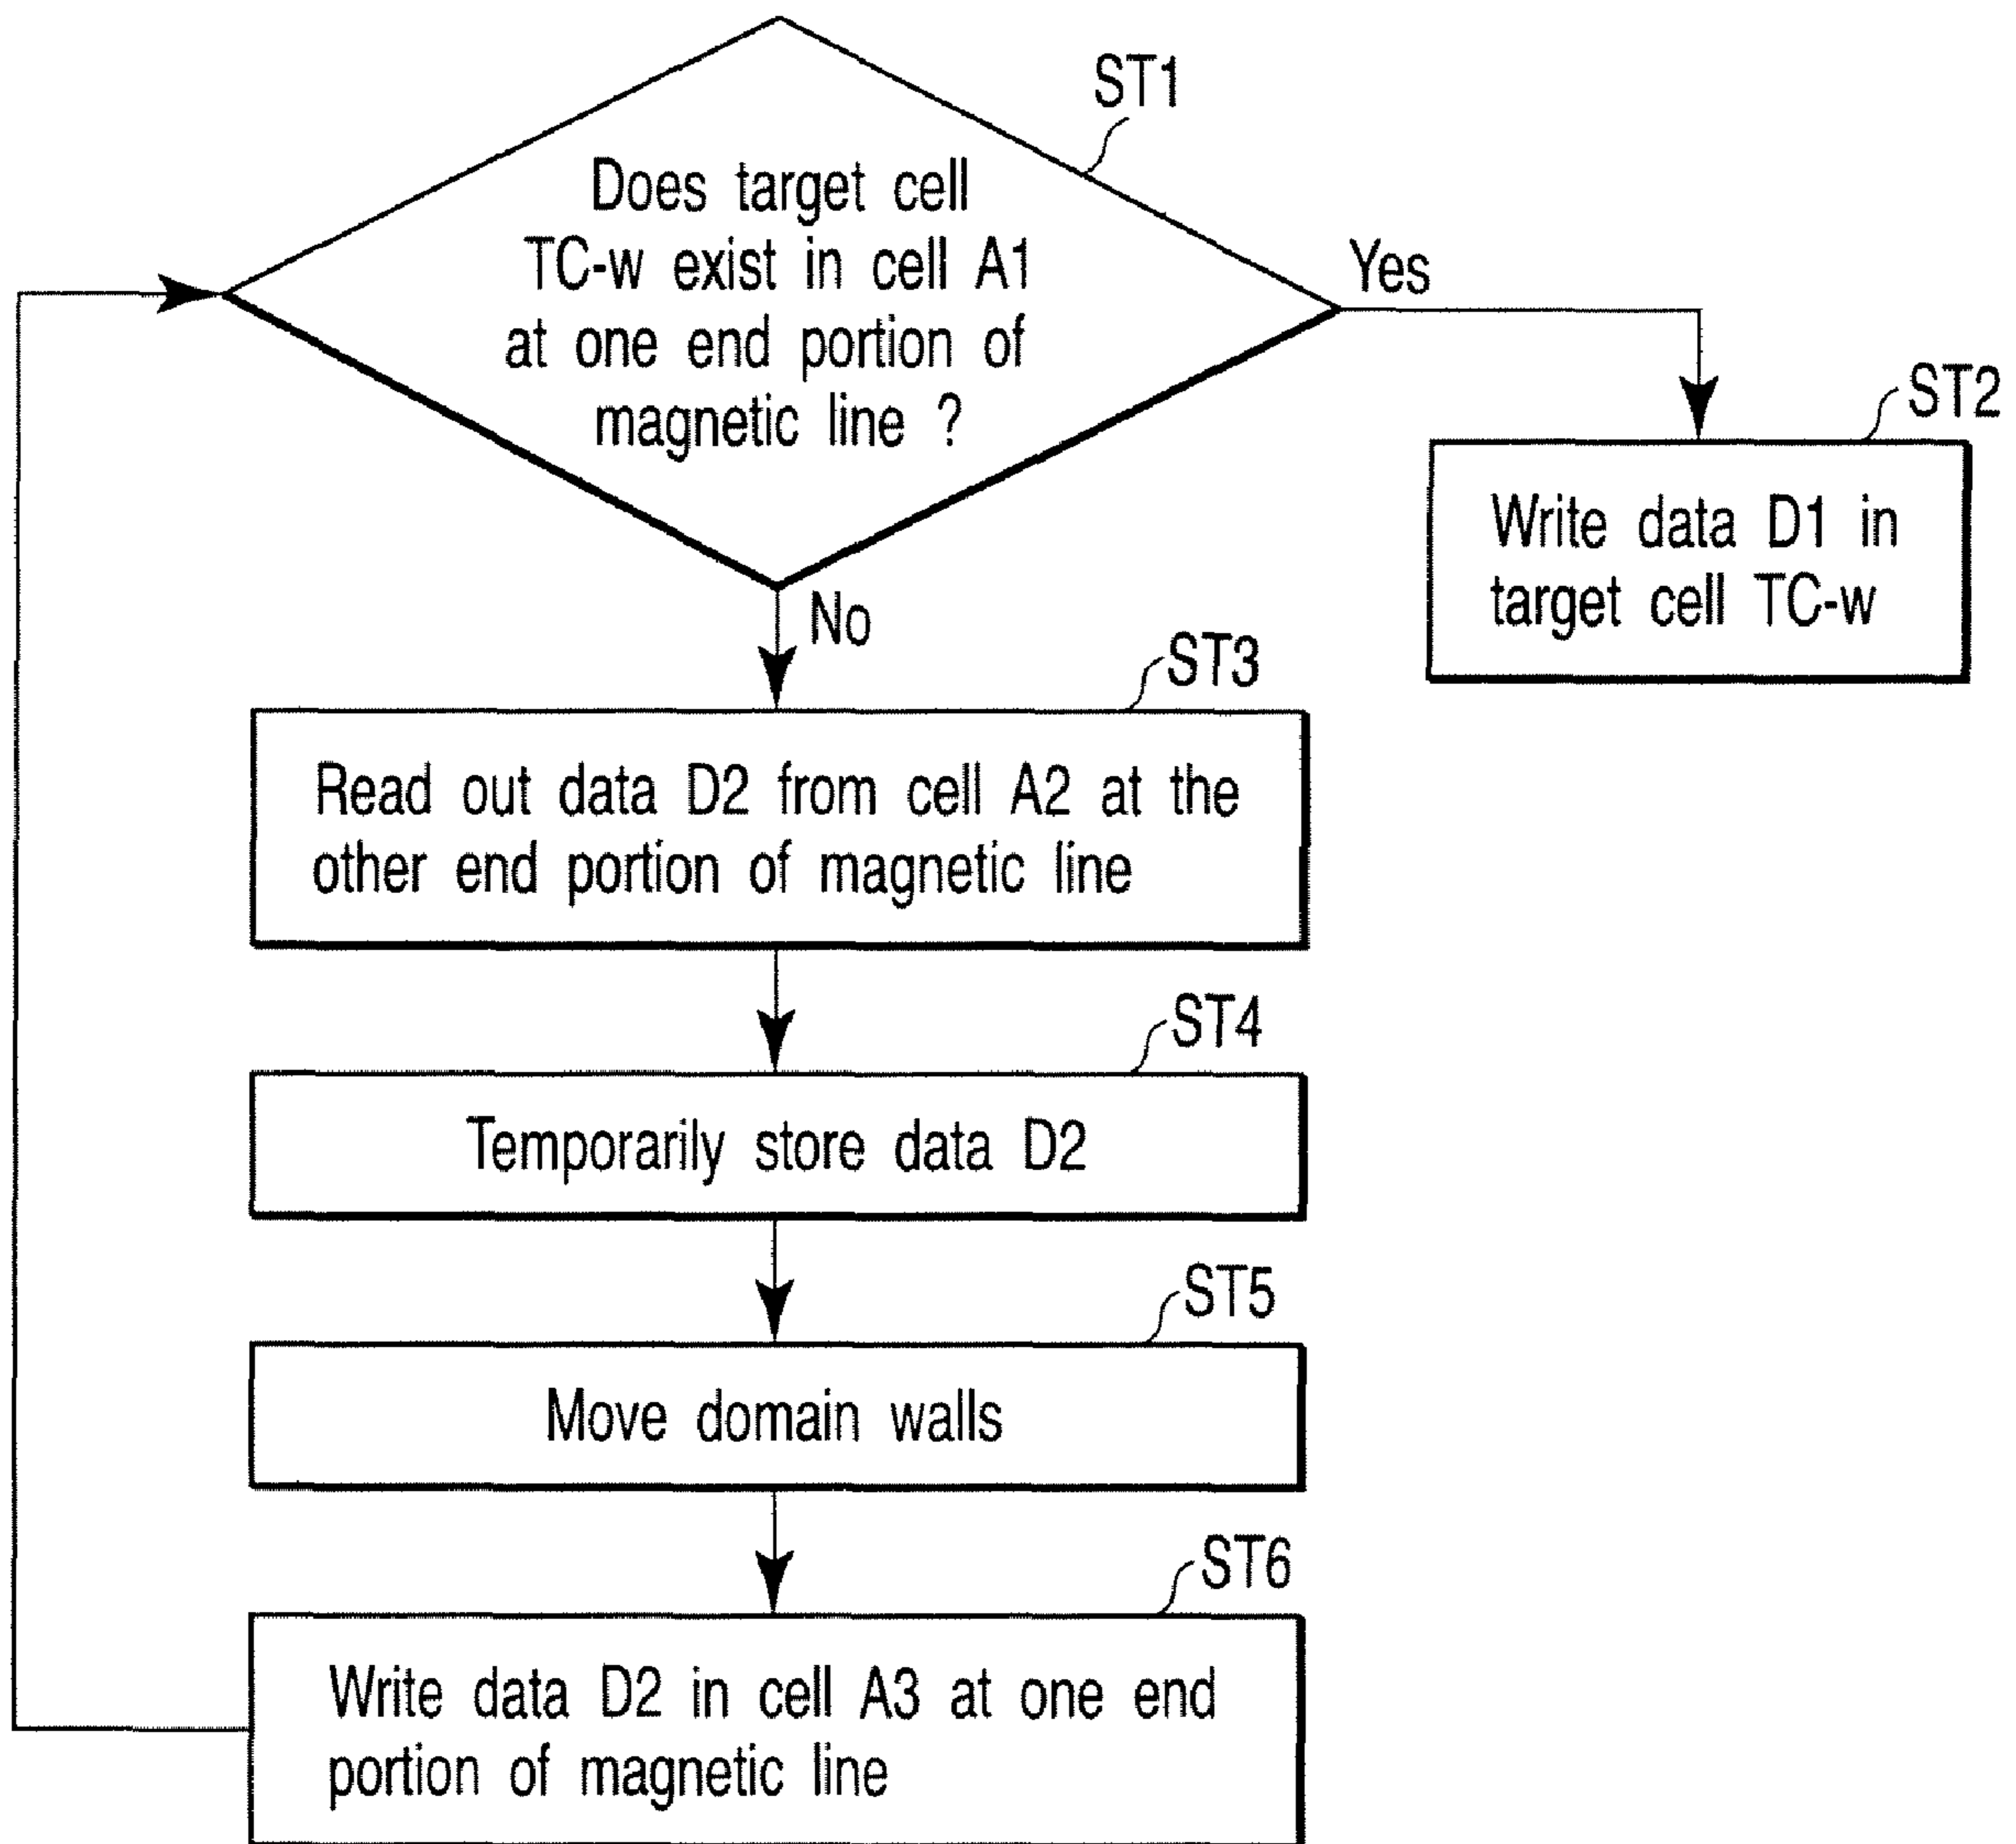 ST1
Does target cell
TC-w exist in cell A1
at one end portion of
magnetic line ?
Yes
ST2
Write data D1 in
target cell TC-w
No
ST3
Read out data D2 from cell A2 at the
other end portion of magnetic line
ST4
Temporarily store data D2
ST5
Move domain walls
ST6
Write data D2 in cell A3 at one end
portion of magnetic line